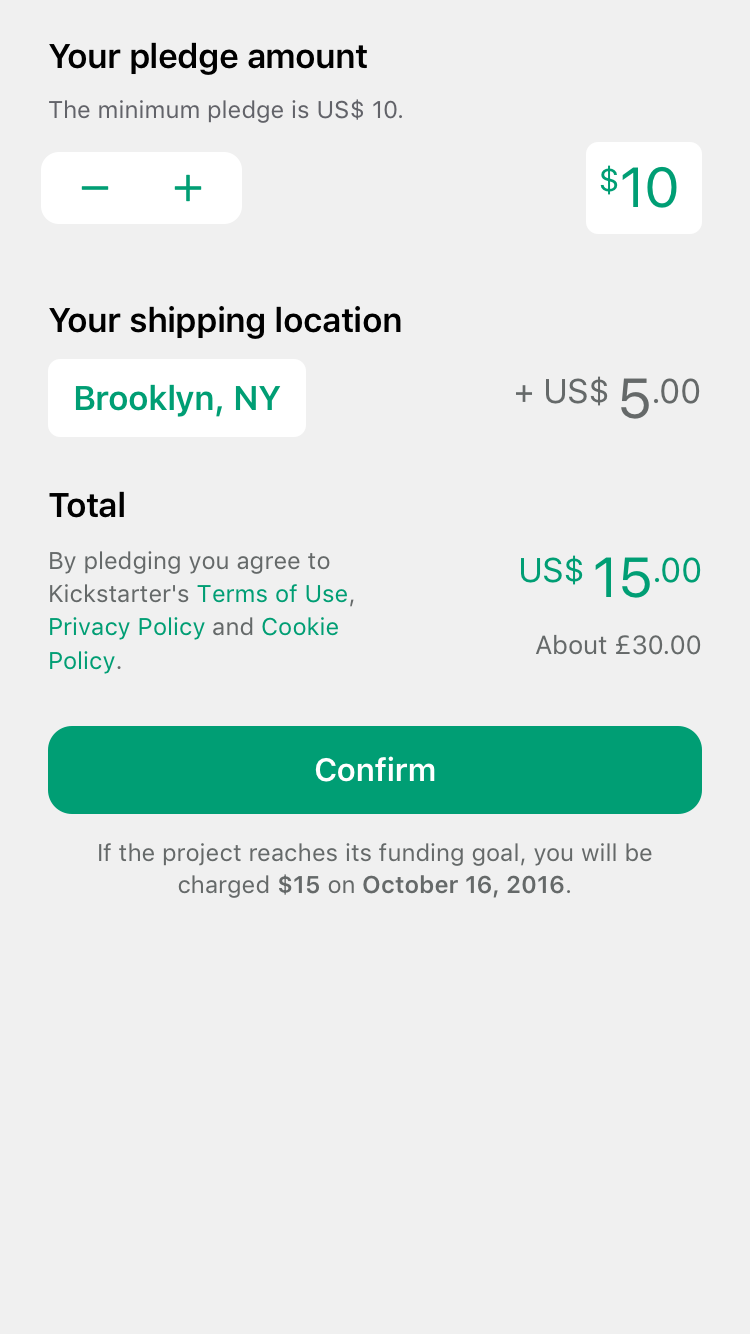 Your pledge amount
The minimum pledge is US$ 10.
− +
$10
Your shipping location
Brooklyn, NY
+ US$ 5.00
Total
By pledging you agree to
Kickstarter's Terms of Use,
Privacy Policy and Cookie
Policy.
US$ 15.00
About £30.00
Confirm
If the project reaches its funding goal, you will be
charged $15 on October 16, 2016.